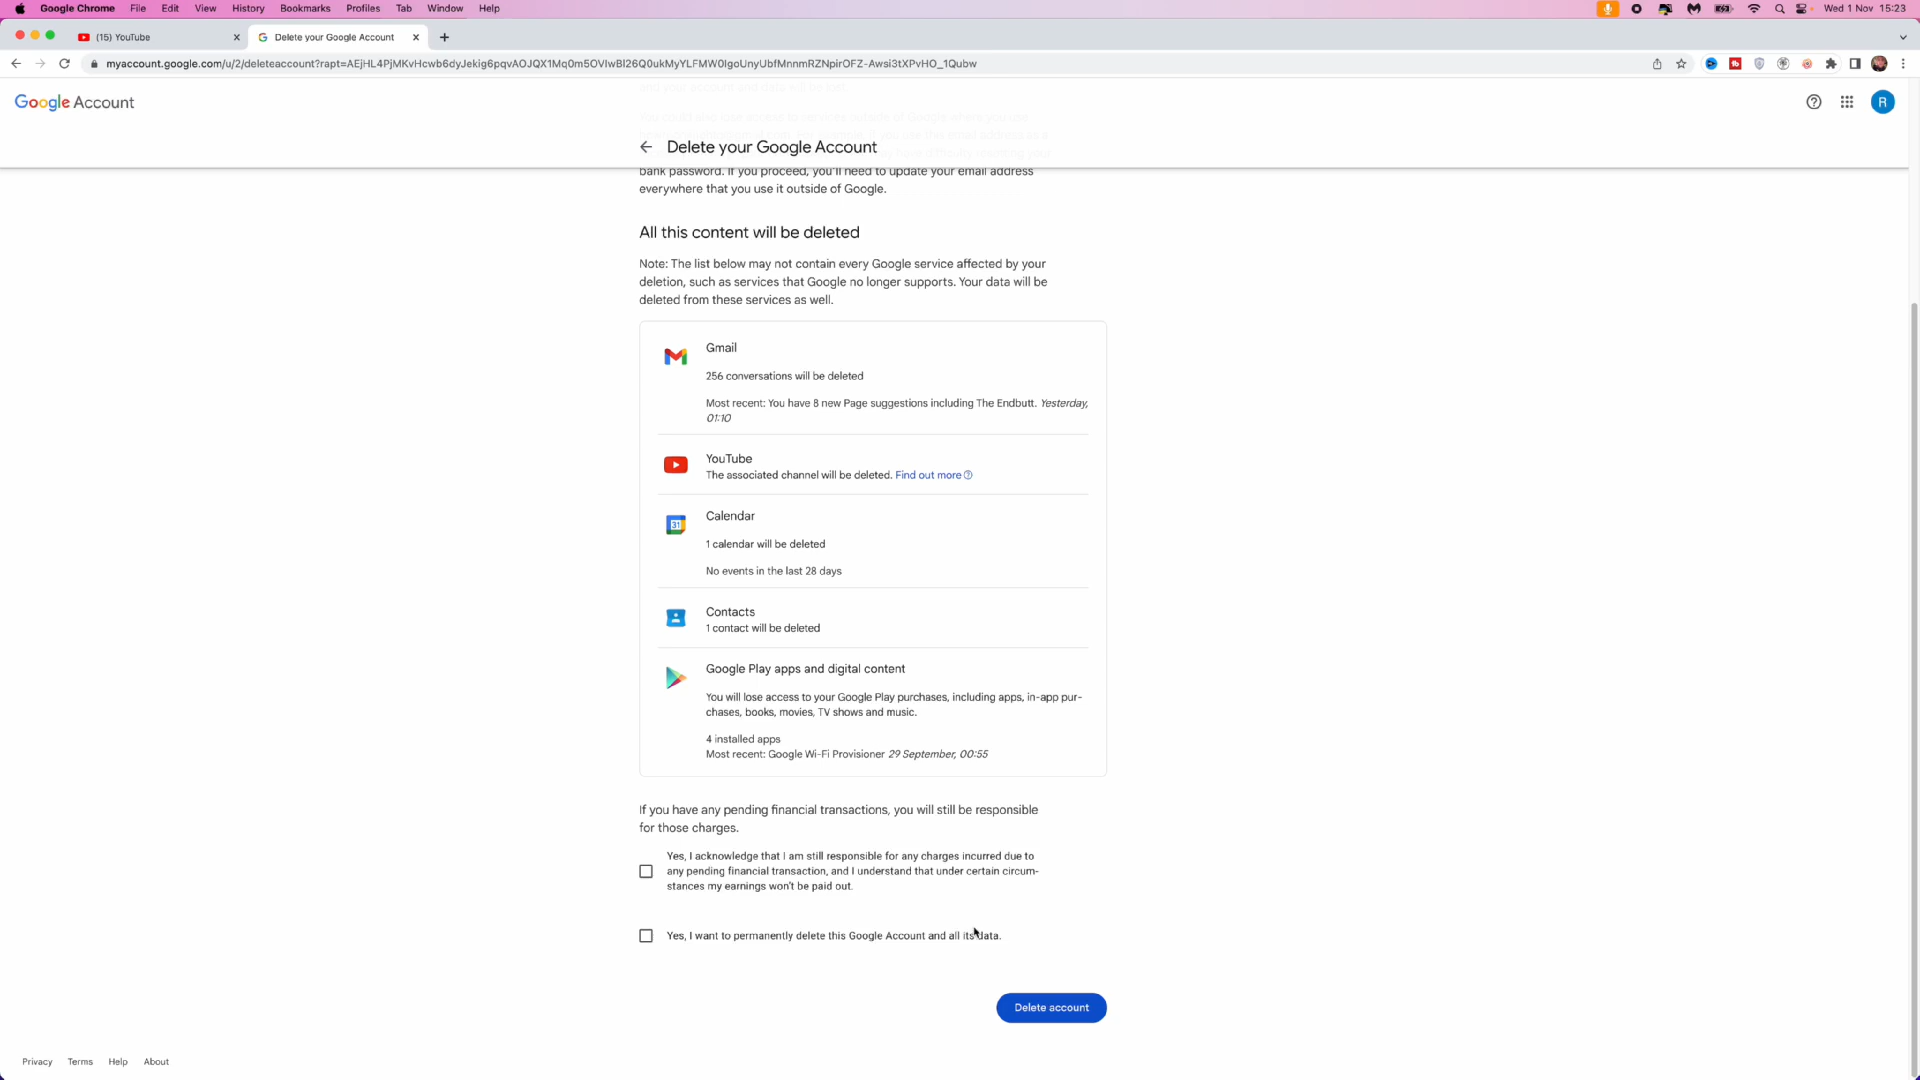 Google Chrome File Edit View History Bookmarks Profiles Tab Window Help Wed 1 Nov 15:23
(15) YouTube Delete your Google Account
myaccount.google.com/u/2/deleteaccount?rapt=AEjHL4PjMKvHcwb6dyJekig6pqvAOJQX1Mq0m5OVIwBI26Q0ukMyYLFMW0IgoUnyUbfMnnmRZNpirOFZ-Awsi3tXPvHO_1Qubw
Google Account R
Delete your Google Account
bank password. If you proceed, you'll need to update your email address
everywhere that you use it outside of Google.
All this content will be deleted
Note: The list below may not contain every Google service affected by your
deletion, such as services that Google no longer supports. Your data will be
deleted from these services as well.
Gmail
256 conversations will be deleted
Most recent: You have 8 new Page suggestions including The Endbutt. Yesterday,
01:10
YouTube
The associated channel will be deleted. Find out more
31
Calendar
1 calendar will be deleted
No events in the last 28 days
Contacts
1 contact will be deleted
Google Play apps and digital content
You will lose access to your Google Play purchases, including apps, in-app pur-
chases, books, movies, TV shows and music.
4 installed apps
Most recent: Google Wi-Fi Provisioner 29 September, 00:55
If you have any pending financial transactions, you will still be responsible
for those charges.
Yes, I acknowledge that I am still responsible for any charges incurred due to
any pending financial transaction, and I understand that under certain circum-
stances my earnings won't be paid out.
Yes, I want to permanently delete this Google Account and all its data.
Delete account
Privacy Terms Help About